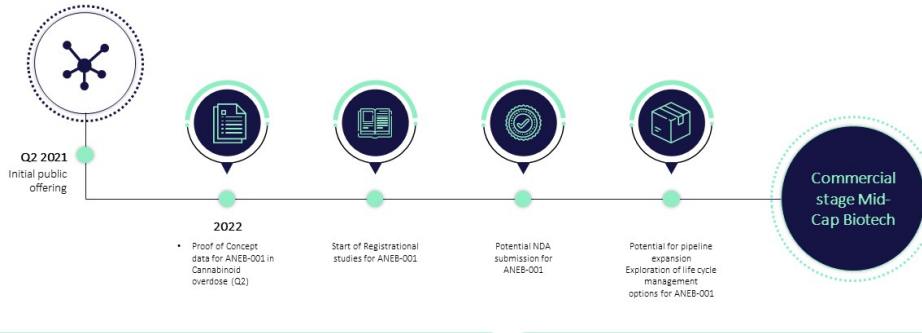 Q2 2021
Initial public
offering
2022
• Proof of Concept
data for ANEB-001 in
Cannabinoid
overdose (Q2)
Start of Registrational
studies for ANEB-001
Potential NDA
submission for
ANEB-001
Potential for pipeline
expansion
Exploration of life cycle
management
options for ANEB-001
Commercial
stage Mid-
Cap Biotech